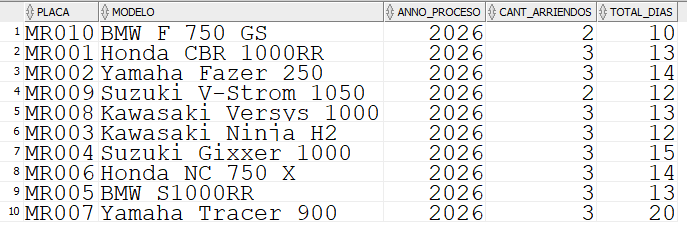 PLACA MODELO ANNO_PROCESO CANT_ARRIENDOS TOTAL_DIAS
1 MR010 BMW F 750 GS 2026 2 10
2 MR001 Honda CBR 1000RR 2026 3 13
3 MR002 Yamaha Fazer 250 2026 3 14
4 MR009 Suzuki V-Strom 1050 2026 2 12
5 MR008 Kawasaki Versys 1000 2026 3 13
6 MR003 Kawasaki Ninja H2 2026 3 12
7 MR004 Suzuki Gixxer 1000 2026 3 15
8 MR006 Honda NC 750 X 2026 3 14
9 MR005 BMW S1000RR 2026 3 13
10 MR007 Yamaha Tracer 900 2026 3 20